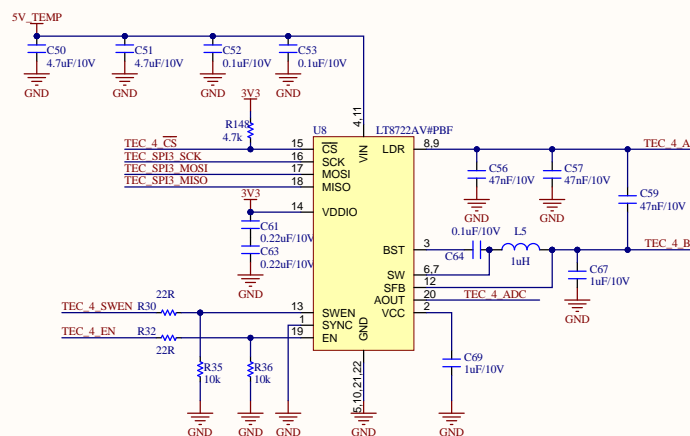 5V_TEMP
C50
4.7uF/10V
C51
4.7uF/10V
C52
0.1uF/10V
C53
0.1uF/10V
GND
GND
GND
GND
3V3
R148
4.7k
4,11
U8
LT8722AV#PBF
TEC_4_CS
15
CS
VIN
LDR
8,9
TEC_4_A
TEC_SPI3_SCK
16
SCK
TEC_SPI3_MOSI
17
MOSI
TEC_SPI3_MISO
18
MISO
C56
47nF/10V
C57
47nF/10V
GND
GND
C59
47nF/10V
3V3
14
VDDIO
C61
0.22uF/10V
C63
0.22uF/10V
GND
0.1uF/10V
L5
BST
3
C64
1uH
TEC_4_B
SW
6,7
SFB
12
C67
1uF/10V
GND
AOUT
20
TEC_4_ADC
22R
TEC_4_SWEN
R30
13
SWEN
VCC
2
1
SYNC
TEC_4_EN
R32
19
EN
GND
22R
R35
10k
R36
10k
5,10,21,22
C69
1uF/10V
GND
GND
GND
GND
GND